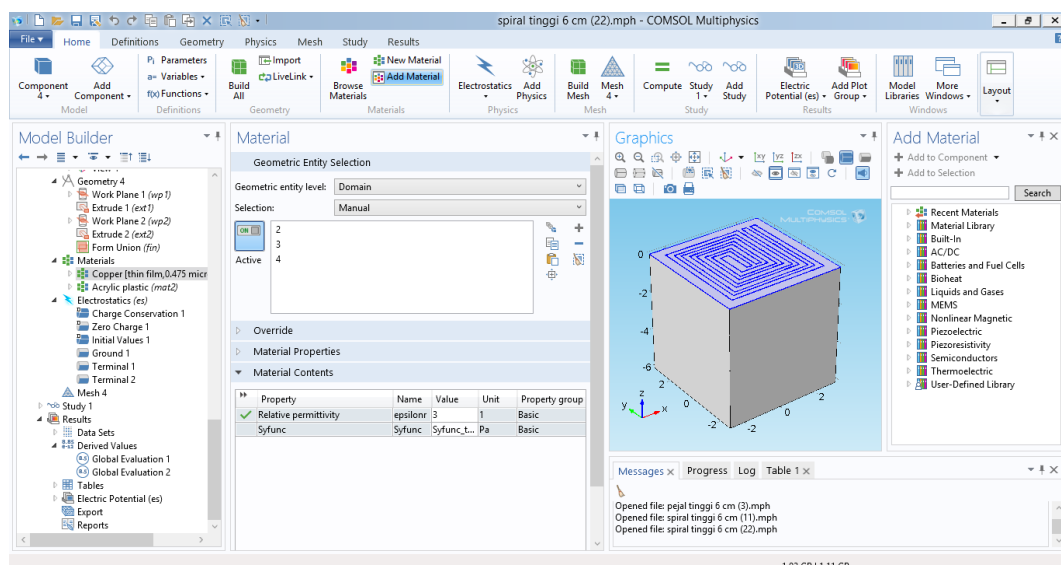 spiral tinggi 6 cm (22).mph - COMSOL Multiphysics
File Home Definitions Geometry Physics Mesh Study Results
Component 4
Add Component
Model
Pi Parameters
a= Variables
f(x) Functions
Definitions
Build All
Import
LiveLink
Geometry
Browse Materials
New Material
Add Material
Materials
Electrostatics
Add Physics
Physics
Build Mesh
Mesh 4
Mesh
Compute
Study 1
Add Study
Study
Electric Potential (es)
Add Plot Group
Results
Model Libraries
More Windows
Windows
Layout
Model Builder
Geometry 4
Work Plane 1 (wp1)
Extrude 1 (ext1)
Work Plane 2 (wp2)
Extrude 2 (ext2)
Form Union (fin)
Materials
Copper [thin film,0.475 micr
Acrylic plastic (mat2)
Electrostatics (es)
Charge Conservation 1
Zero Charge 1
Initial Values 1
Ground 1
Terminal 1
Terminal 2
Mesh 4
Study 1
Results
Data Sets
Derived Values
Global Evaluation 1
Global Evaluation 2
Tables
Electric Potential (es)
Export
Reports
Material
Geometric Entity Selection
Geometric entity level: Domain
Selection: Manual
ON
Active
2
3
4
Override
Material Properties
Material Contents
Property Name Value Unit Property group
Relative permittivity epsilonr 3 1 Basic
Syfunc Syfunc Syfunc_t... Pa Basic
Graphics
xy yz zx
COMSOL
MULTIPHYSICS
0
-2
-4
-6
2
0
-2
2
0
-2
z
y
x
Messages Progress Log Table 1
Opened file: pejal tinggi 6 cm (3).mph
Opened file: spiral tinggi 6 cm (11).mph
Opened file: spiral tinggi 6 cm (22).mph
Add Material
Add to Component
Add to Selection
Search
Recent Materials
Material Library
Built-In
AC/DC
Batteries and Fuel Cells
Bioheat
Liquids and Gases
MEMS
Nonlinear Magnetic
Piezoelectric
Piezoresistivity
Semiconductors
Thermoelectric
User-Defined Library